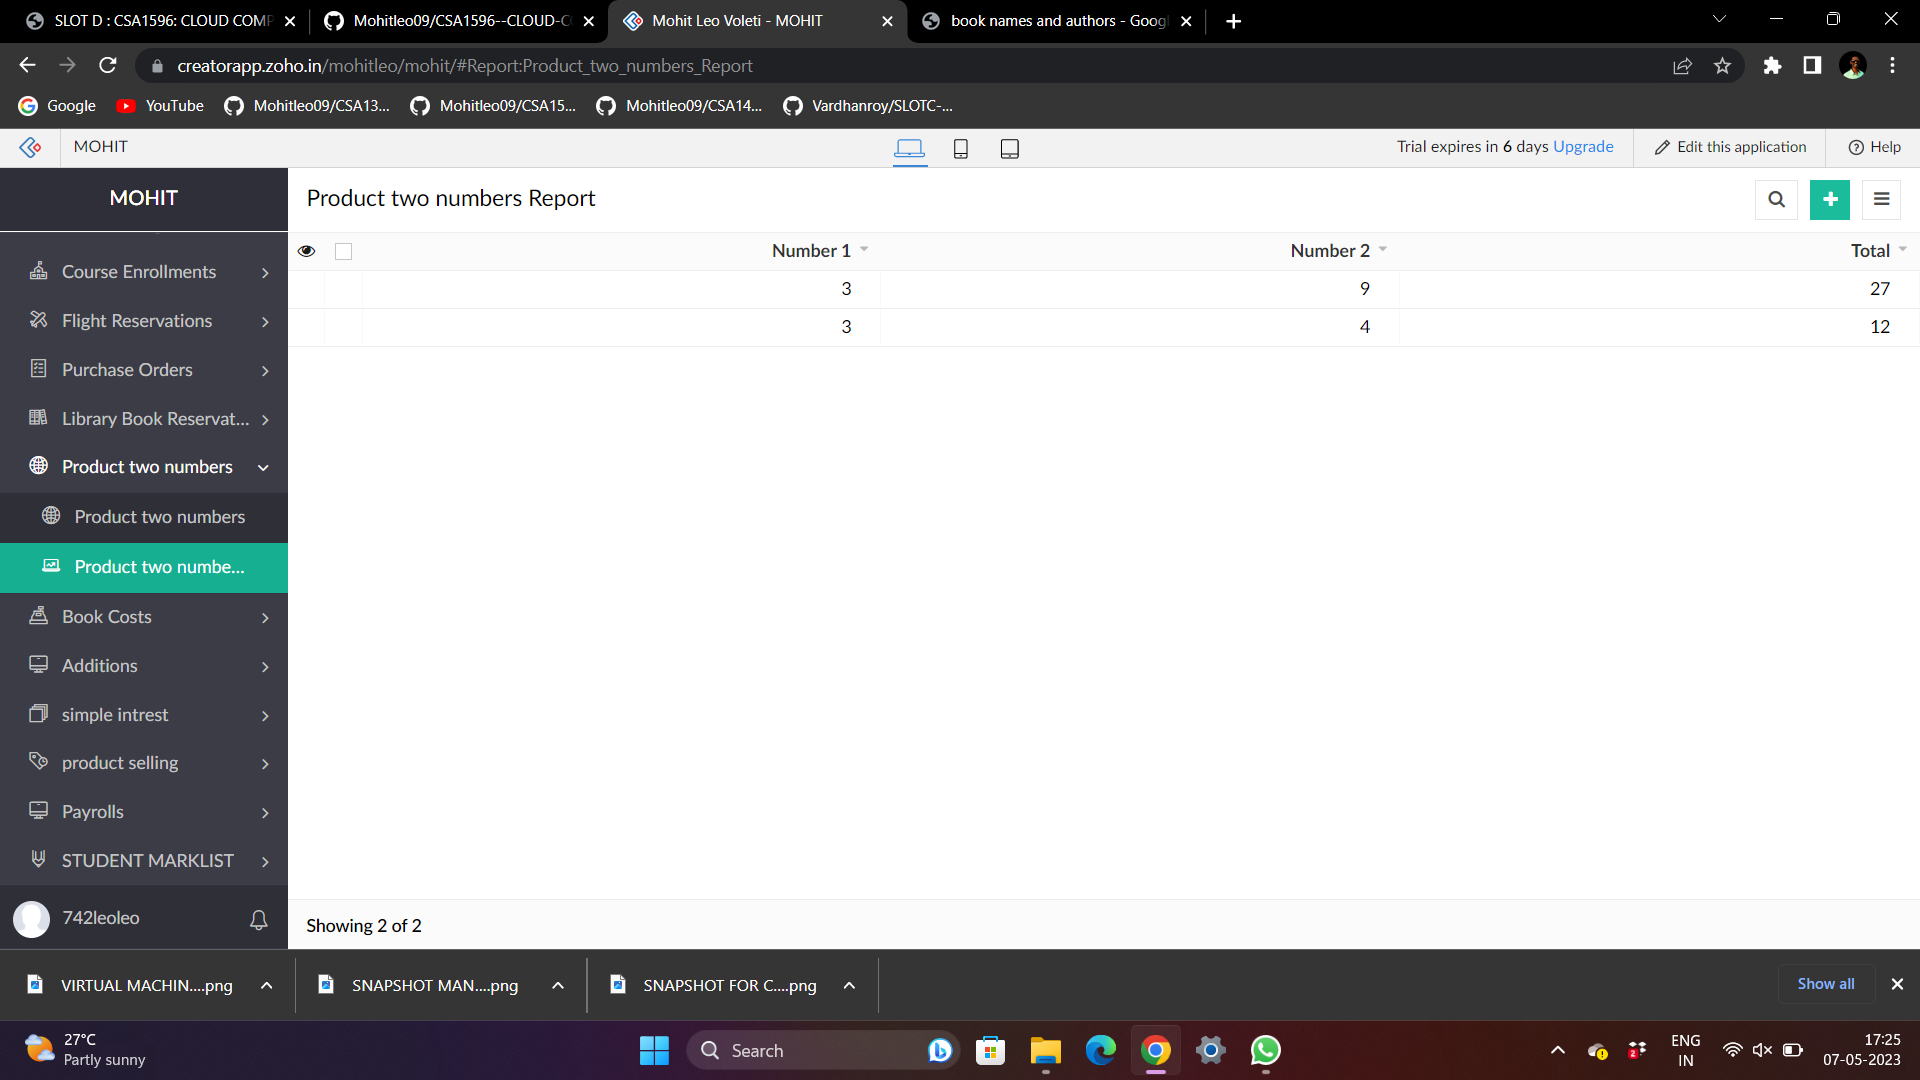 SLOT D : CSA1596: CLOUD COMP
Mohitleo09/CSA1596--CLOUD-C
Mohit Leo Voleti - MOHIT
book names and authors - Goog
creatorapp.zoho.in/mohitleo/mohit/#Report:Product_two_numbers_Report
Google
YouTube
Mohitleo09/CSA13...
Mohitleo09/CSA15...
Mohitleo09/CSA14...
Vardhanroy/SLOTC-...
MOHIT
Trial expires in 6 days Upgrade
Edit this application
Help
MOHIT
Product two numbers Report
Number 1
Number 2
Total
3
9
27
3
4
12
Course Enrollments
Flight Reservations
Purchase Orders
Library Book Reservat...
Product two numbers
Product two numbers
Product two numbe...
Book Costs
Additions
simple intrest
product selling
Payrolls
STUDENT MARKLIST
742leoleo
Showing 2 of 2
VIRTUAL MACHIN....png
SNAPSHOT MAN....png
SNAPSHOT FOR C....png
Show all
27°C
Partly sunny
Search
2
ENG
IN
17:25
07-05-2023